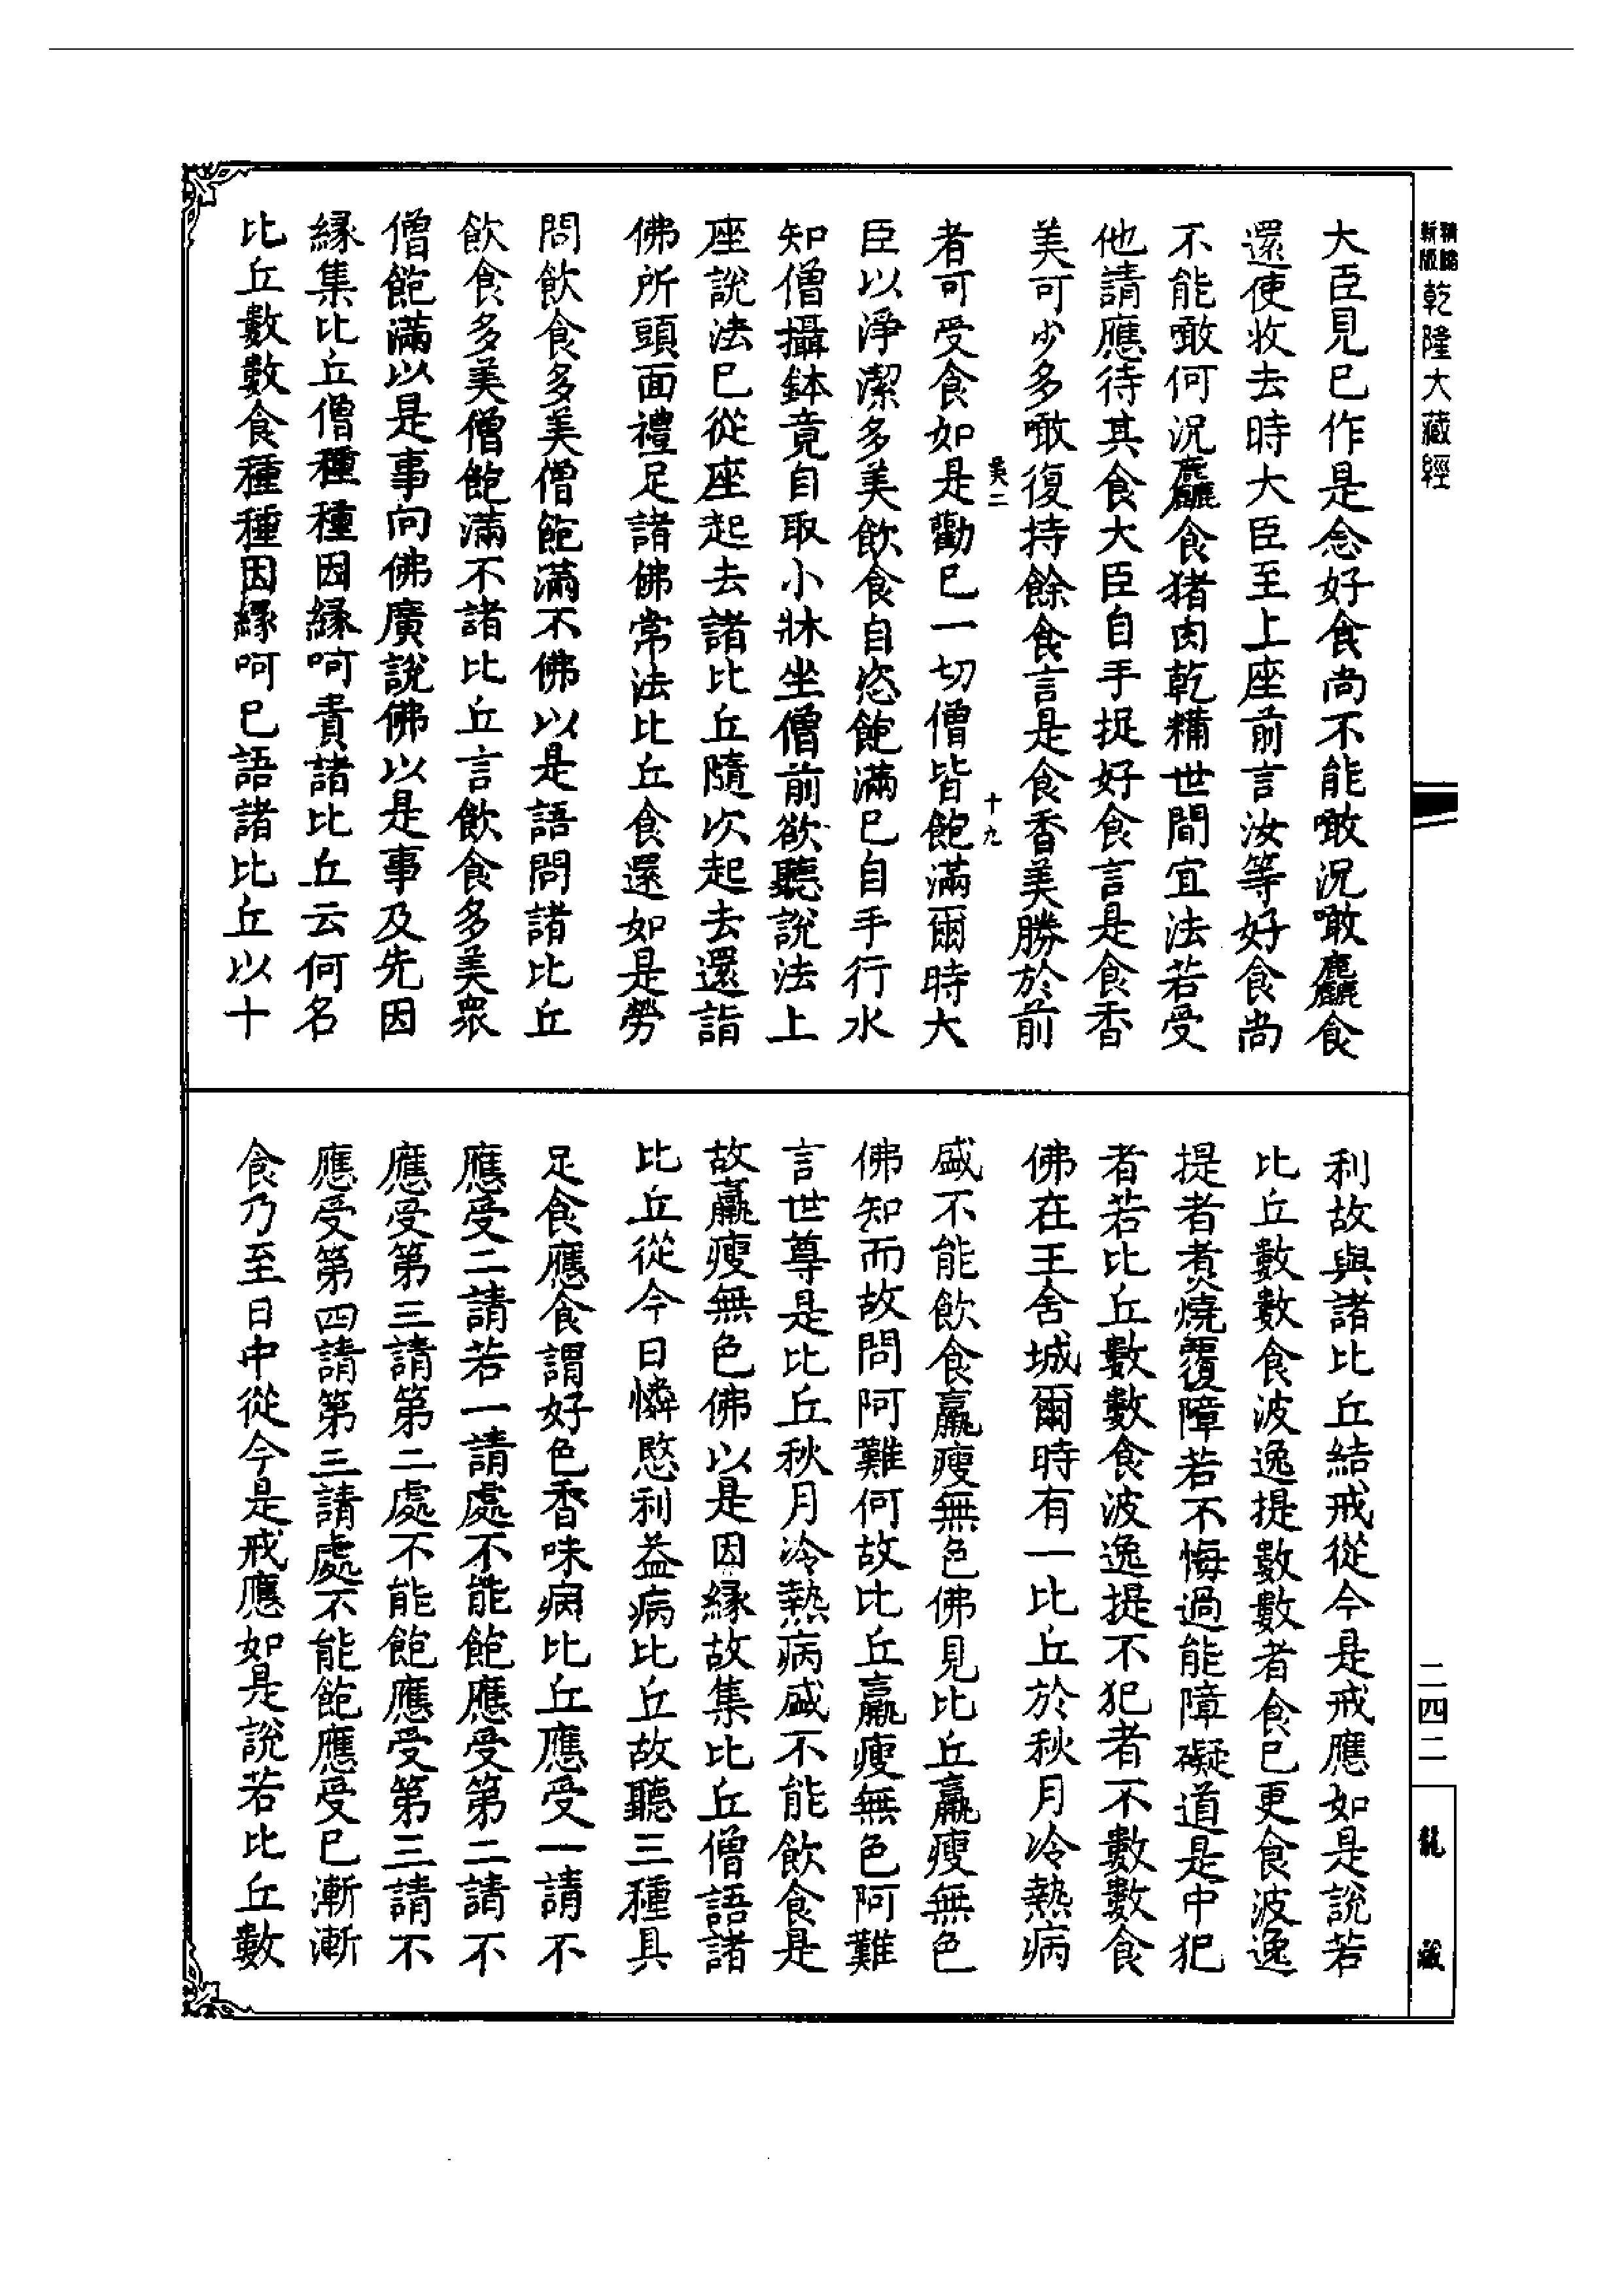 精鍊新版乾隆大藏經
大臣見已作是念好食尚不能噉況噉麤食
還使收去時大臣至上座前言汝等好食尚
不能噉何況麤食猪肉乾糒世間宜法若受
他請應待其食大臣自手捉好食言是食香
美可少多噉復持餘食言是食香美勝於前
者可受食如是勸已一切僧皆飽滿爾時大
臣以淨潔多美飲食自恣飽滿已自手行水
知僧攝鉢竟自取小牀坐僧前欲聽說法上
座說法已從座起去諸比丘隨次起去還詣
佛所頭面禮足諸佛常法比丘食還如是勞
問飲食多美僧飽滿不佛以是語問諸比丘
飲食多美僧飽滿不諸比丘言飲食多美眾
僧飽滿以是事向佛廣說佛以是事及先因
緣集比丘僧種種因緣呵責諸比丘云何名
比丘數數食種種因緣呵已語諸比丘以十
十九
利故與諸比丘結戒從今是戒應如是說若
比丘數數食波逸提數數者食已更食波逸
提者煮燒覆障若不悔過能障礙道是中犯
者若比丘數數食波逸提不犯者不數數食
佛在王舍城爾時有一比丘於秋月冷熱病
盛不能飲食羸瘦無色佛見比丘羸瘦無色
佛知而故問阿難何故比丘羸瘦無色阿難
言世尊是比丘秋月冷熱病盛不能飲食是
故羸瘦無色佛以是因緣故集比丘僧語諸
比丘從今日憐愍利益病比丘故聽三種具
足食應食謂好色香味病比丘應受一請不
應受二請若一請處不能飽應受第二請不
應受第三請第二處不能飽應受第三請不
應受第四請第三請處不能飽應受已漸漸
食乃至日中從今是戒應如是說若比丘數
二四二
龍藏